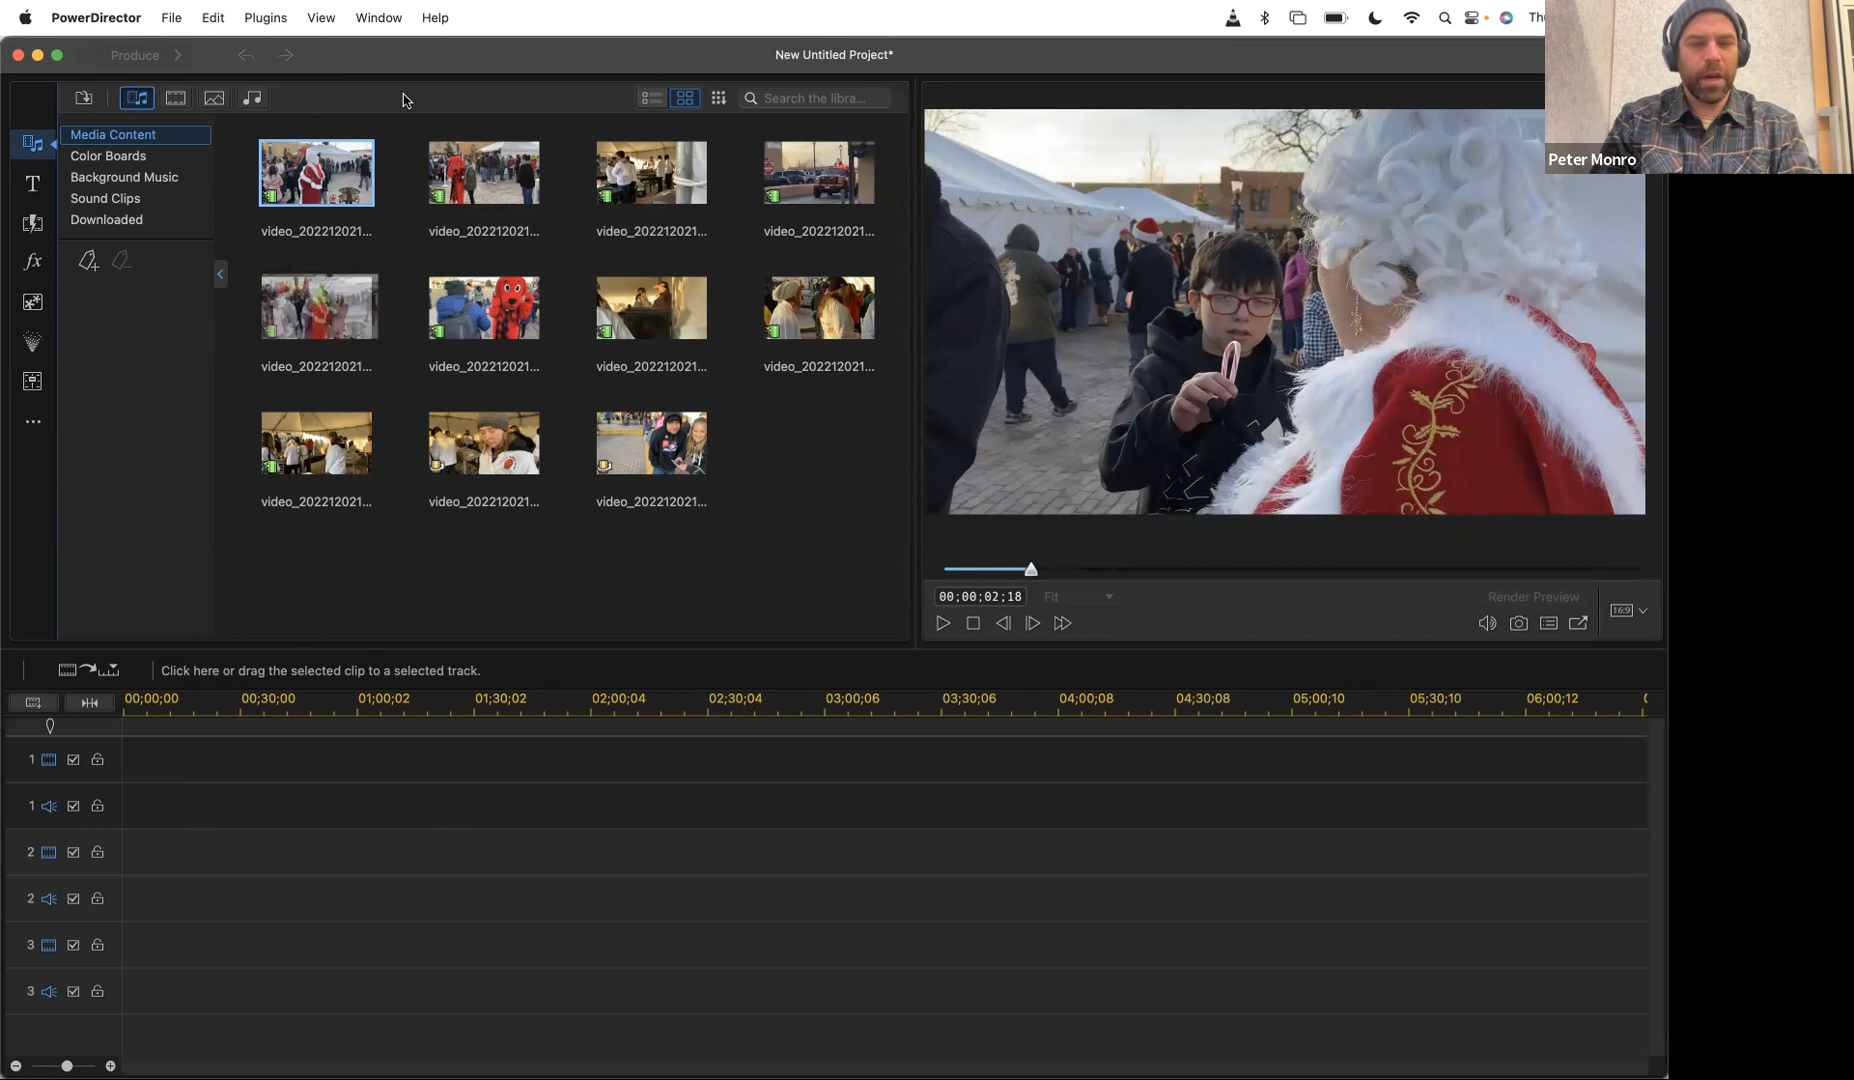 PowerDirector File Edit Plugins View Window Help
Produce
New Untitled Project*
Search the libra...
Media Content
Color Boards
Background Music
Sound Clips
Downloaded
T
fx
video_202212021... video_202212021... video_202212021... video_202212021...
video_202212021... video_202212021... video_202212021... video_202212021...
video_202212021... video_202212021... video_202212021...
Peter Monro
00;00;02;18 Fit Render Preview
16:9
Click here or drag the selected clip to a selected track.
00;00;00 00;30;00 01;00;02 01;30;02 02;00;04 02;30;04 03;00;06 03;30;06 04;00;08 04;30;08 05;00;10 05;30;10 06;00;12
1
1
2
2
3
3